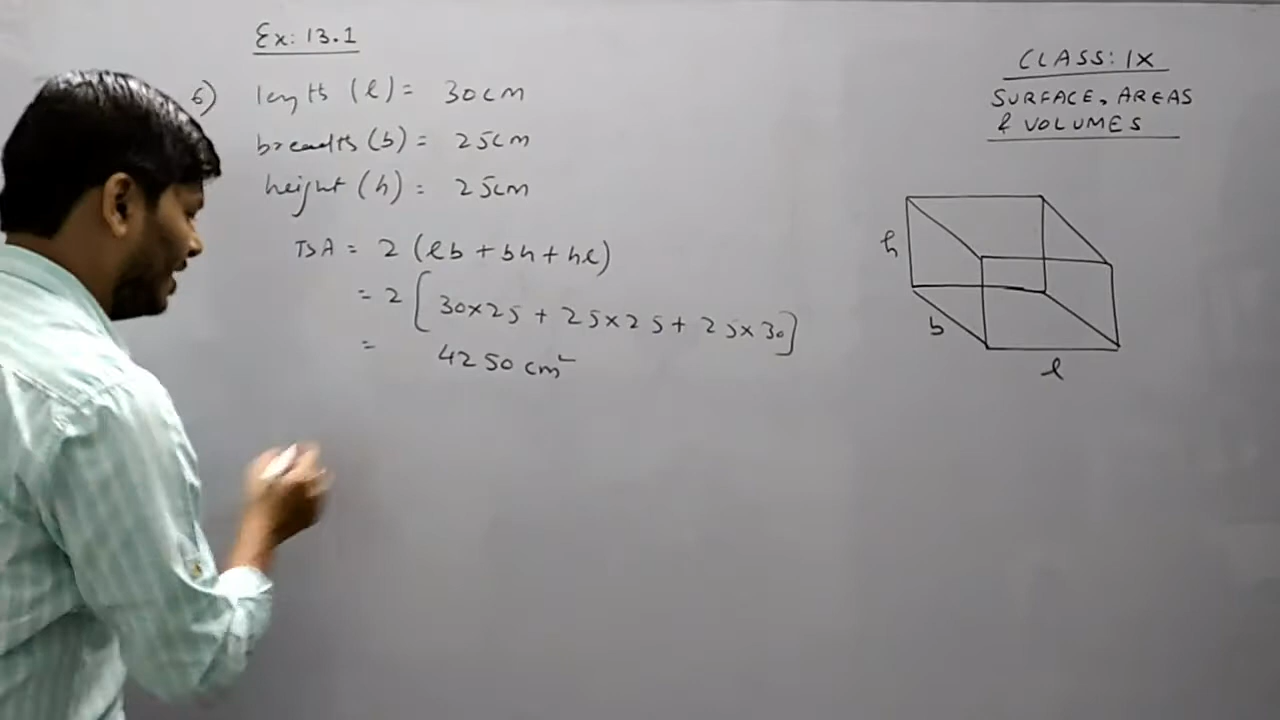 Ex: 13.1
6) length (l) = 30cm
breadth (b) = 25cm
height (h) = 25cm
TSA = 2 (lb + bh + hl)
= 2 [30×25 + 25×25 + 25×30]
= 4250 cm²
CLASS: IX
SURFACE, AREAS
& VOLUMES
h
b
l